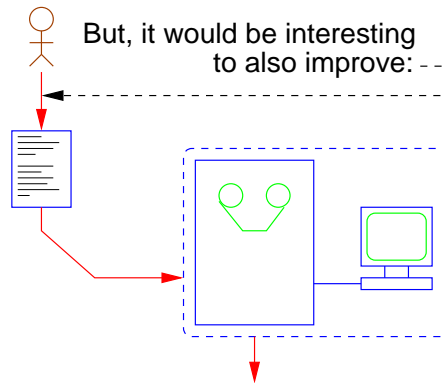 But, it would be interesting
to also improve: